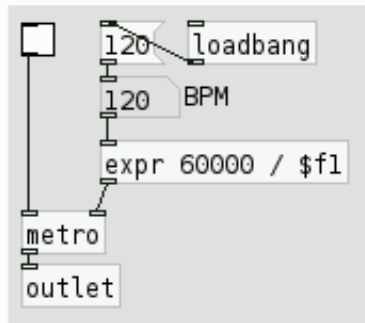 120 loadbang
120 BPM
expr 60000 / $f1
metro
outlet